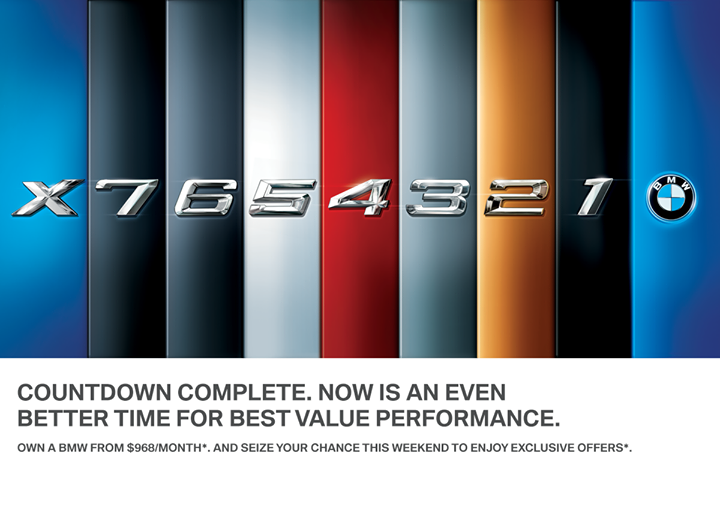 X 7 6 5 4 3 2 1 BMW
COUNTDOWN COMPLETE. NOW IS AN EVEN
BETTER TIME FOR BEST VALUE PERFORMANCE.
OWN A BMW FROM $968/MONTH*. AND SEIZE YOUR CHANCE THIS WEEKEND TO ENJOY EXCLUSIVE OFFERS*.